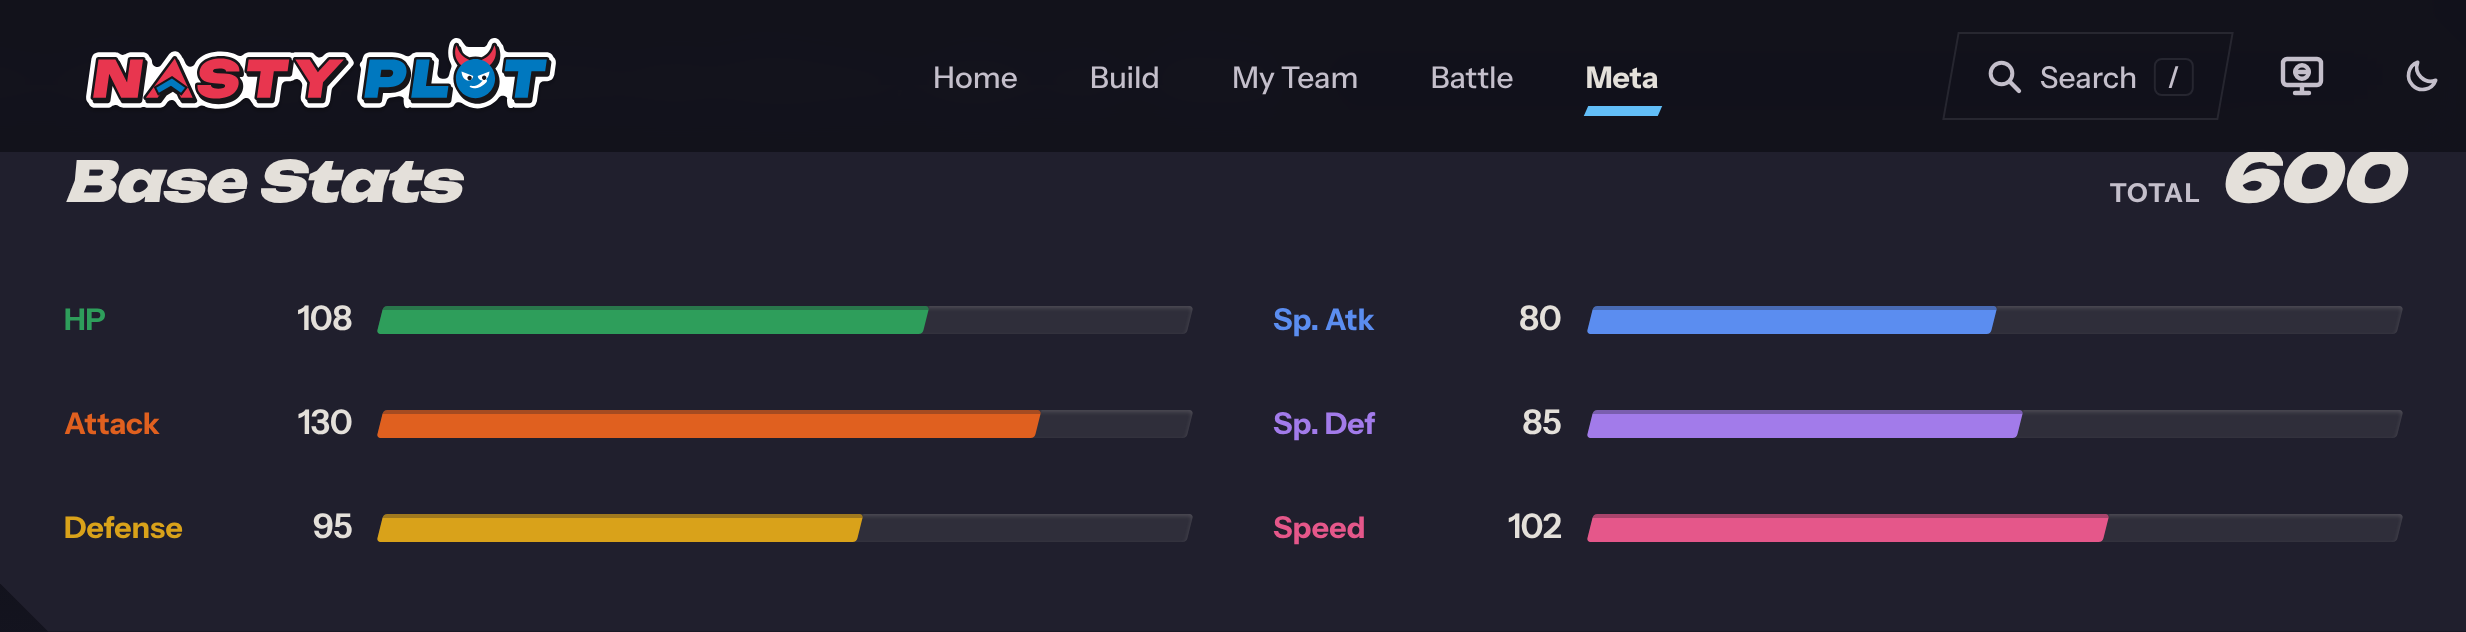 NASTY PLOT
Home Build My Team Battle Meta Search /
Base Stats TOTAL 600
HP 108 Sp. Atk 80
Attack 130 Sp. Def 85
Defense 95 Speed 102